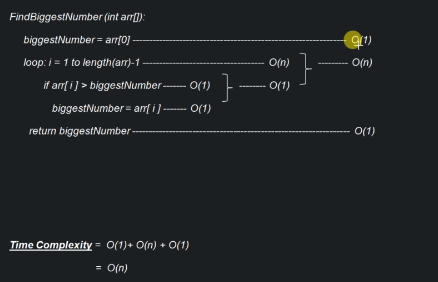 FindBiggestNumber (int arr[]):
biggestNumber = arr[0] ------------------------------------------------------------------- O(1)
loop: i = 1 to length(arr)-1 -------------------------------------- O(n) --------- O(n)
if arr[ i ] > biggestNumber ------- O(1) -------- O(1)
biggestNumber = arr[ i ] ------- O(1)
return biggestNumber --------------------------------------------------------------------- O(1)
Time Complexity = O(1)+ O(n) + O(1)
= O(n)